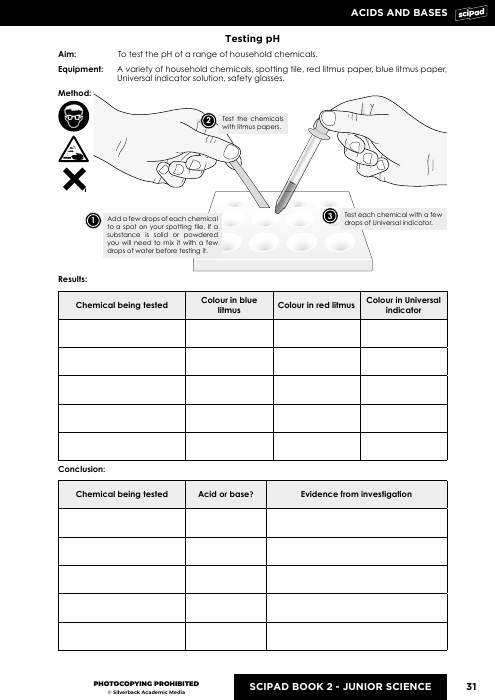 ACIDS AND BASES
scipad
Testing pH
Aim: To test the pH of a range of household chemicals.
Equipment: A variety of household chemicals, spotting tile, red litmus paper, blue litmus paper,
Universal indicator solution, safety glasses.
Method:
2 Test the chemicals
with litmus papers.
1 Add a few drops of each chemical
to a spot on your spotting tile. If a
substance is solid or powdered
you will need to mix it with a few
drops of water before testing it.
3 Test each chemical with a few
drops of Universal indicator.
Results:
Chemical being tested
Colour in blue
litmus
Colour in red litmus
Colour in Universal
indicator
Conclusion:
Chemical being tested
Acid or base?
Evidence from investigation
PHOTOCOPYING PROHIBITED
© Silverback Academic Media
SCIPAD BOOK 2 - JUNIOR SCIENCE
31